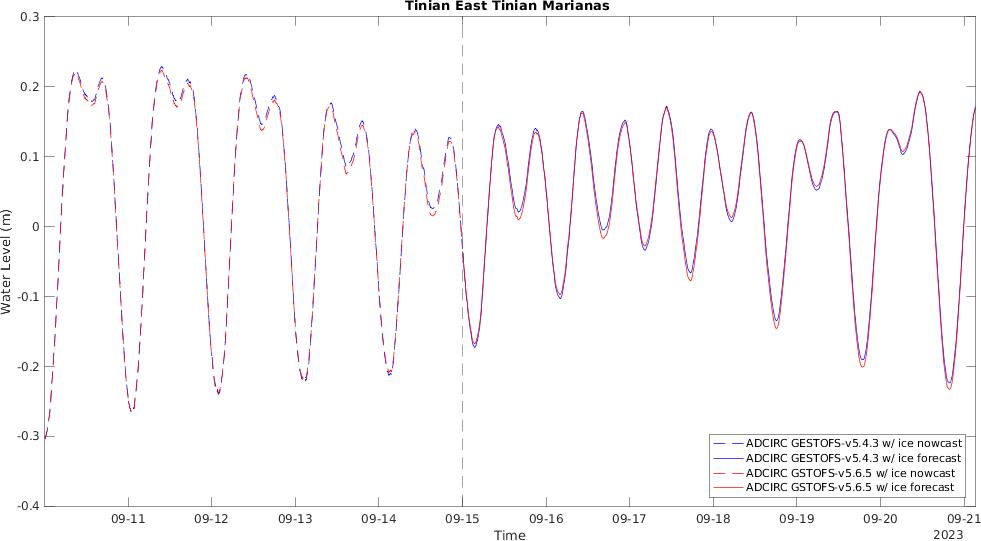 Tinian East Tinian Marianas
0.3
0.2
0.1
0
-0.1
-0.2
-0.3
-0.4
Water Level (m)
ADCIRC GESTOFS-v5.4.3 w/ ice nowcast
ADCIRC GESTOFS-v5.4.3 w/ ice forecast
ADCIRC GSTOFS-v5.6.5 w/ ice nowcast
ADCIRC GSTOFS-v5.6.5 w/ ice forecast
09-11 09-12 09-13 09-14 09-15 09-16 09-17 09-18 09-19 09-20 09-21
Time
2023